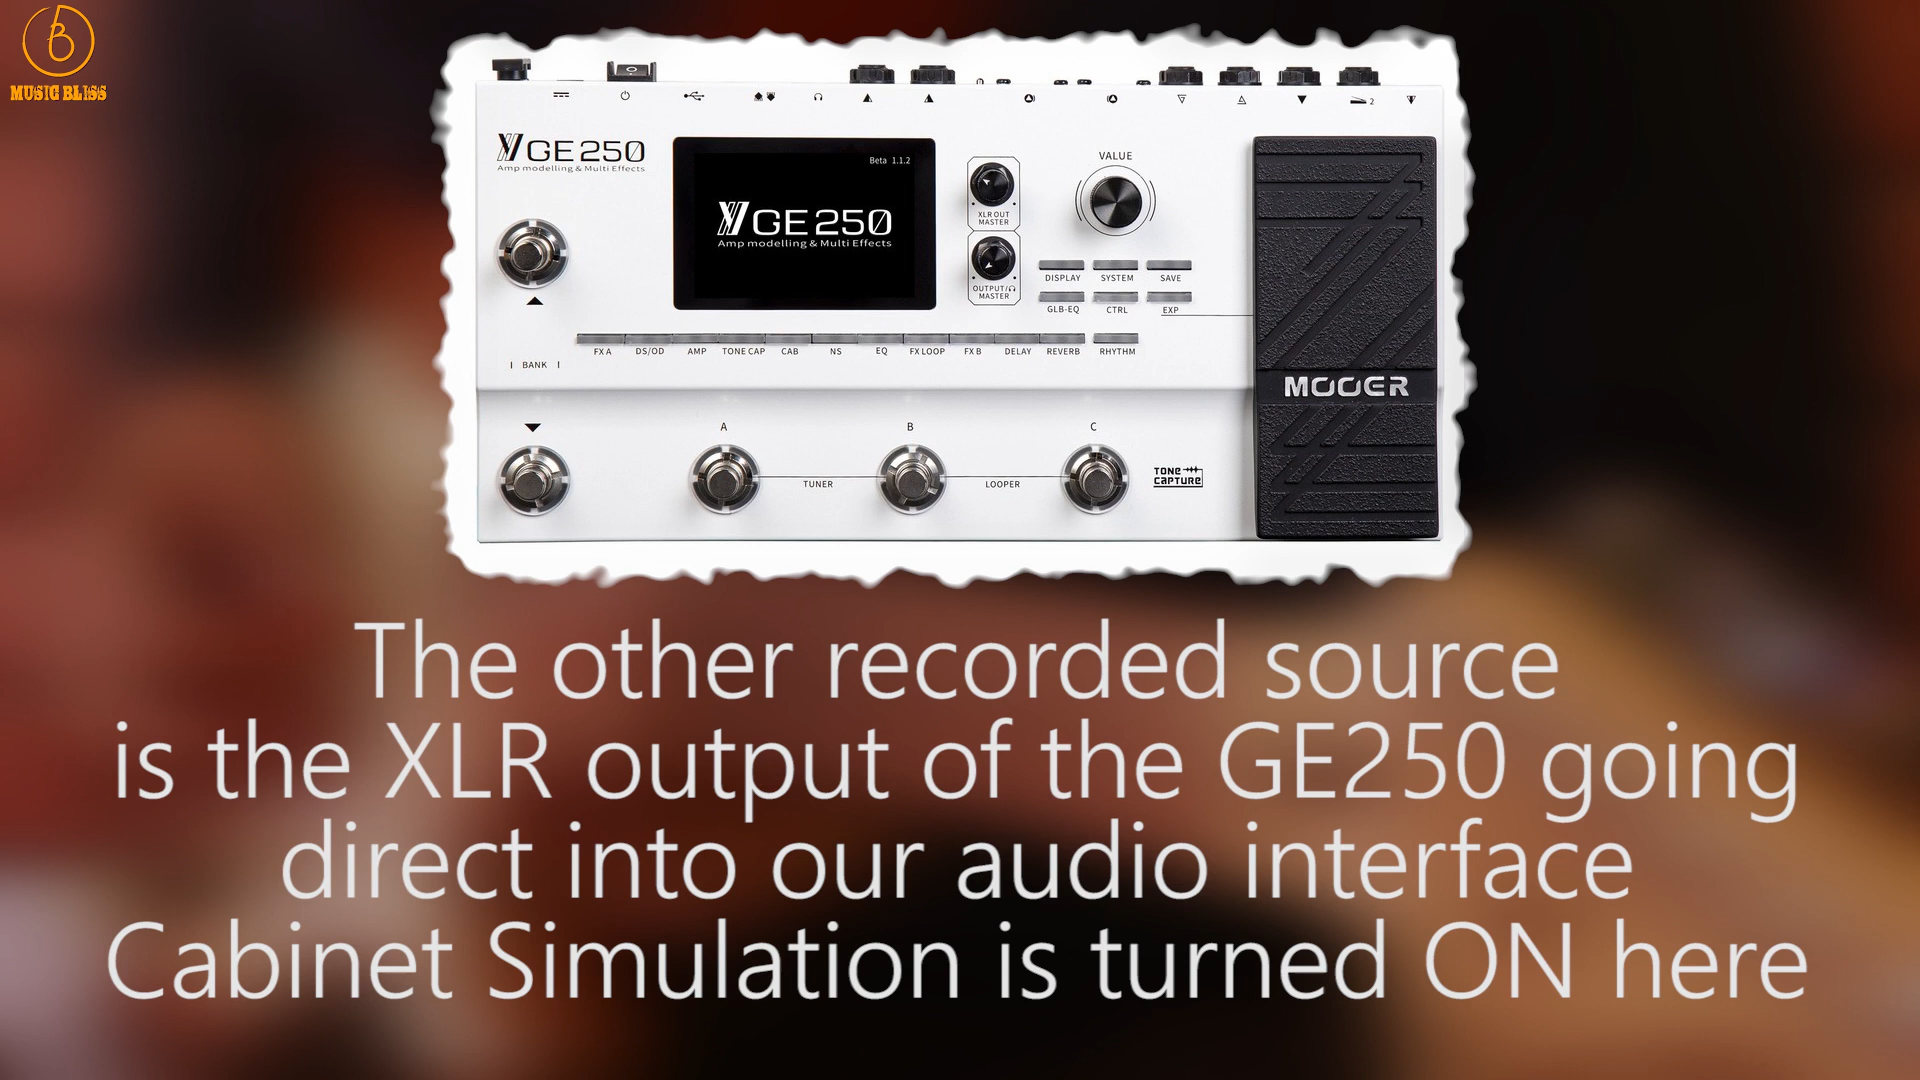 MUSIC BLISS
GE250
Amp modelling & Multi Effects
Beta 1.1.2
GE250
Amp modelling & Multi Effects
XLR OUT
MASTER
OUTPUT/
MASTER
VALUE
DISPLAY SYSTEM SAVE
GLB-EQ CTRL EXP
FX A DS/OD AMP TONE CAP CAB NS EQ FX LOOP FX B DELAY REVERB RHYTHM
BANK
MOOER
A B C
TUNER LOOPER
TONE
CAPTURE
2
The other recorded source
is the XLR output of the GE250 going
direct into our audio interface
Cabinet Simulation is turned ON here